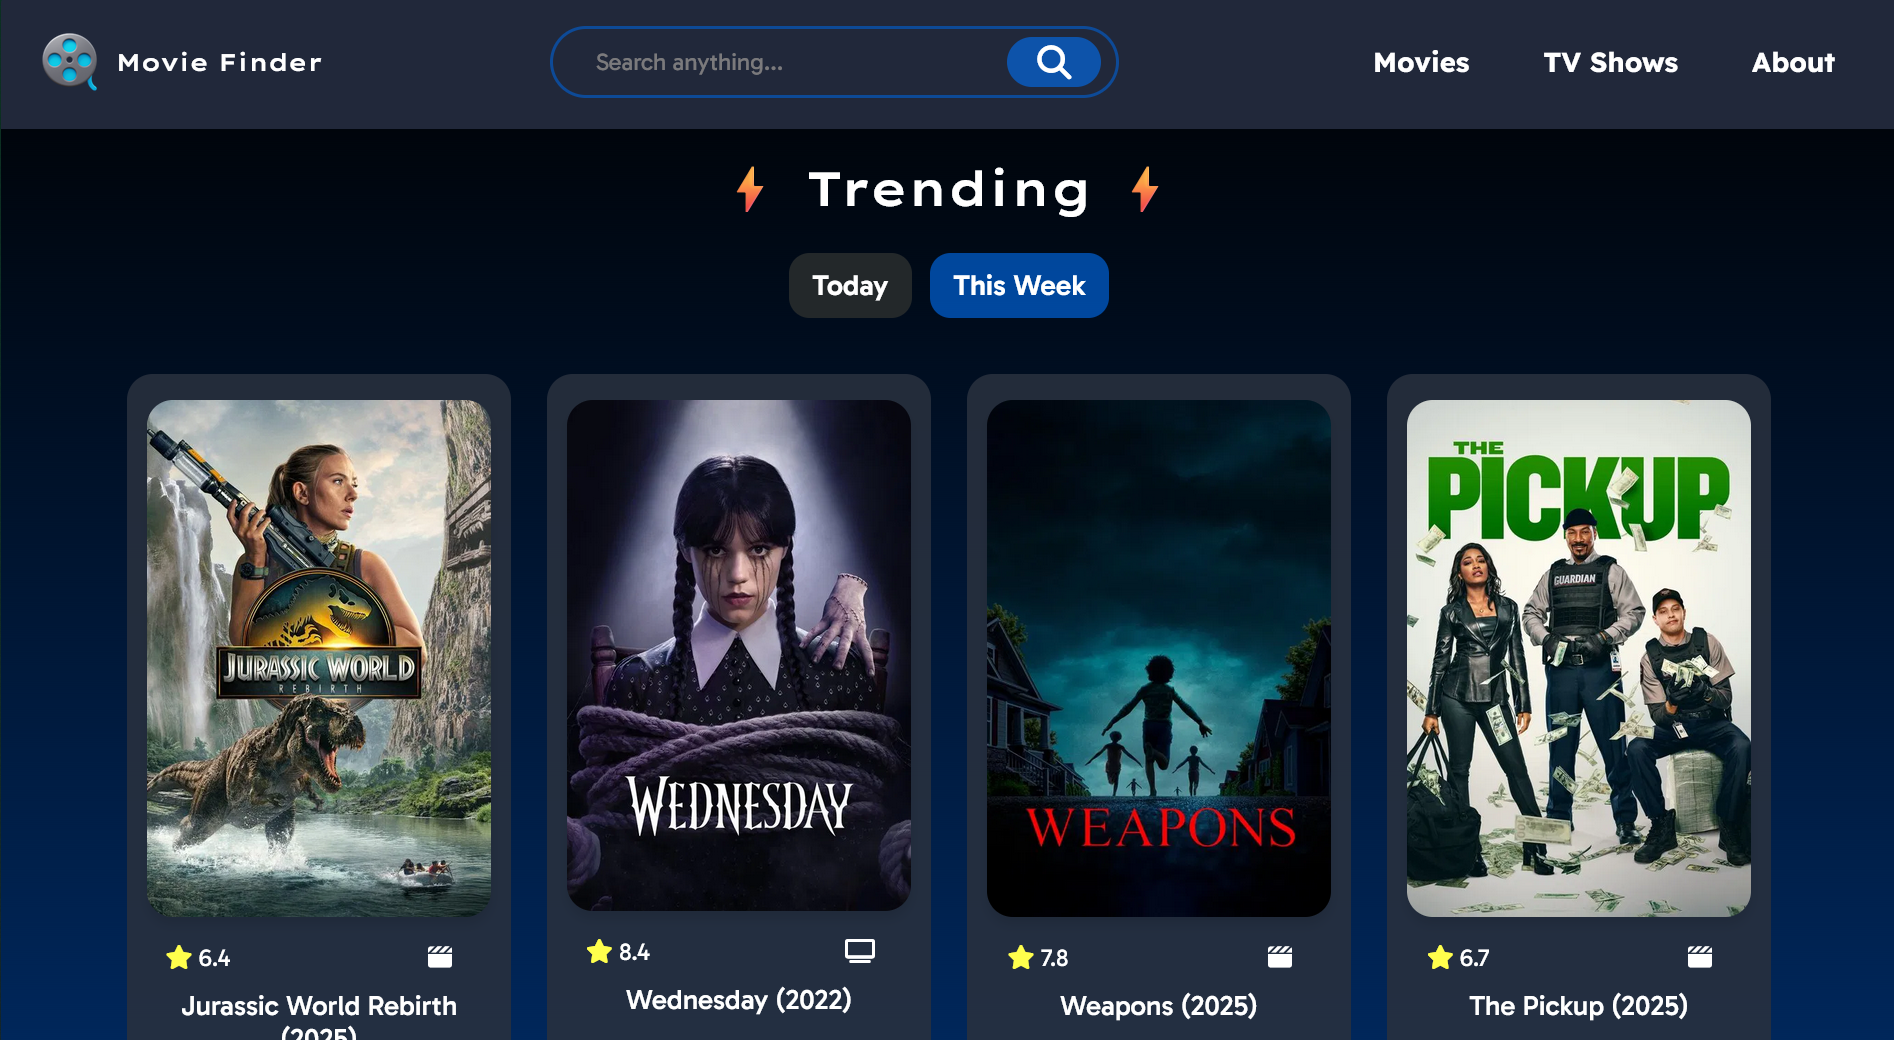 Movie Finder
Search anything...
Movies
TV Shows
About
Trending
Today
This Week
JURASSIC WORLD
REBIRTH
WEDNESDAY
WEAPONS
THE
PICKUP
GUARDIAN
6.4
8.4
7.8
6.7
Jurassic World Rebirth
(2025)
Wednesday (2022)
Weapons (2025)
The Pickup (2025)